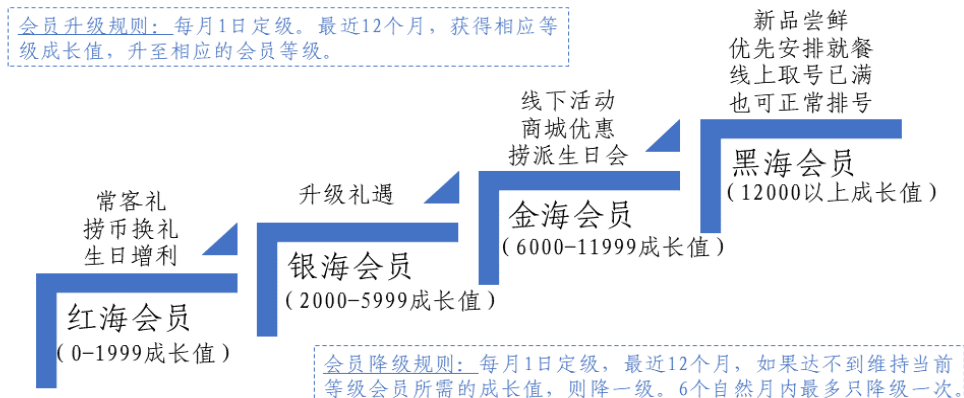 会员升级规则：每月1日定级。最近12个月，获得相应等
级成长值，升至相应的会员等级。
新品尝鲜
优先安排就餐
线上取号已满
也可正常排号
黑海会员
（12000以上成长值）
线下活动
商城优惠
捞派生日会
金海会员
（6000-11999成长值）
升级礼遇
银海会员
（2000-5999成长值）
常客礼
捞币换礼
生日增利
红海会员
（0-1999成长值）
会员降级规则：每月1日定级，最近12个月，如果达不到维持当前
等级会员所需的成长值，则降一级。6个自然月内最多只降级一次。